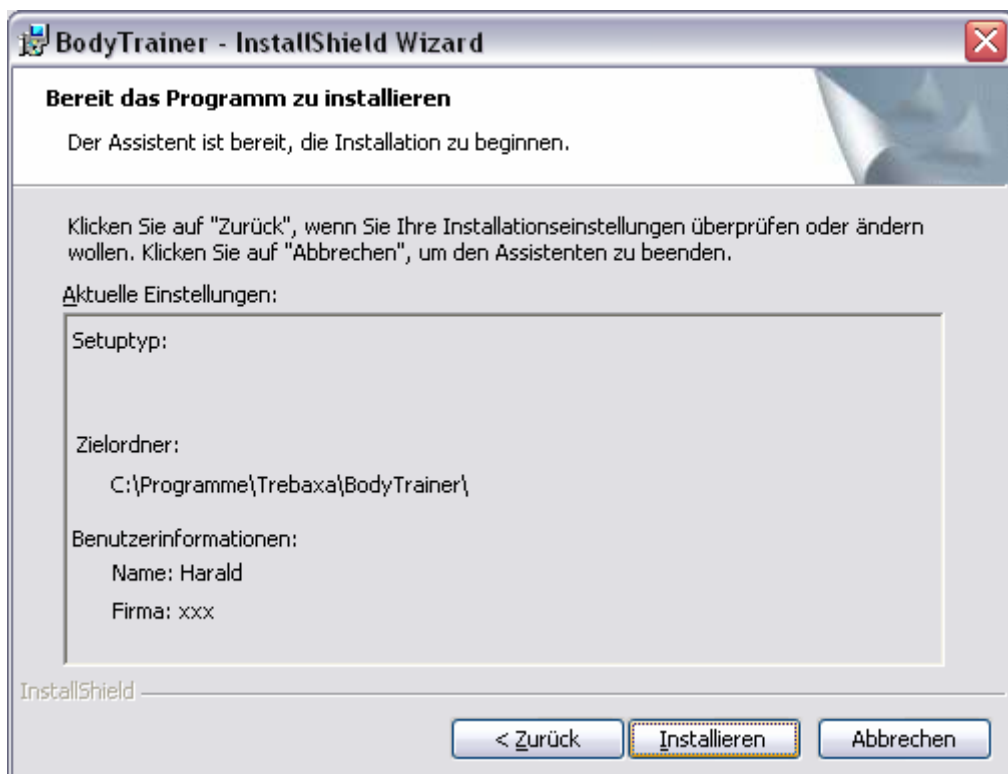 BodyTrainer - InstallShield Wizard
Bereit das Programm zu installieren
Der Assistent ist bereit, die Installation zu beginnen.
Klicken Sie auf "Zurück", wenn Sie Ihre Installationseinstellungen überprüfen oder ändern
wollen. Klicken Sie auf "Abbrechen", um den Assistenten zu beenden.
Aktuelle Einstellungen:
Setuptyp:
Zielordner:
C:\Programme\Trebaxa\BodyTrainer\
Benutzerinformationen:
Name: Harald
Firma: xxx
InstallShield
< Zurück Installieren Abbrechen